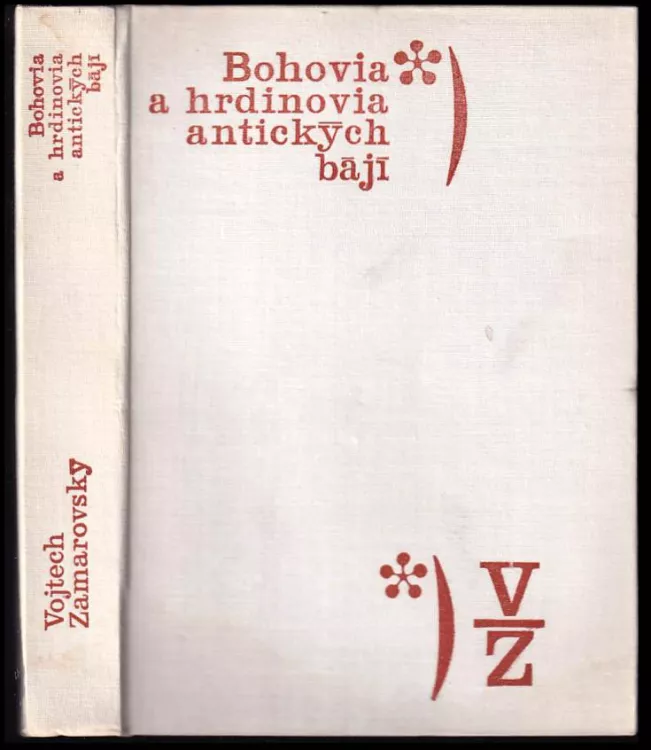 Bohovia
a hrdinovia
antických
bájí
Vojtech
Zamarovský
Bohovia
a hrdinovia
antických
bájí
V
Z